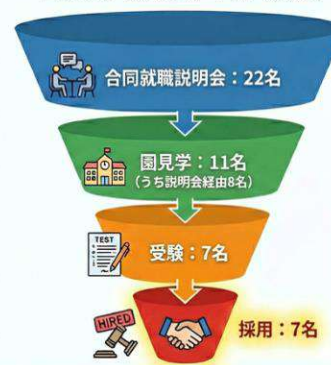 合同就職説明会：22名
園見学：11名
（うち説明会経由8名）
TEST
受験：7名
HIRED
採用：7名